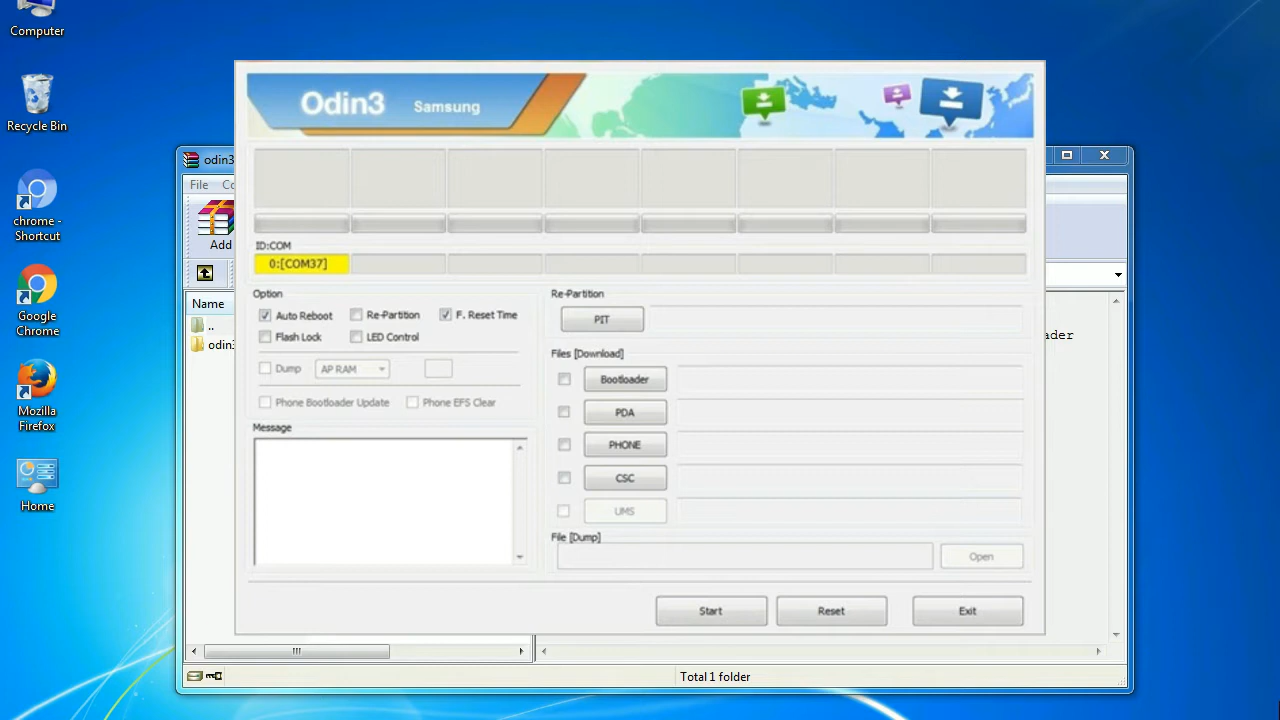 Computer
Recycle Bin
chrome -
Shortcut
Google
Chrome
Mozilla
Firefox
Home
odin3
File
Add
Name
..
odin3
Total 1 folder
Odin3 Samsung
ID:COM
0:[COM37]
Option
Auto Reboot Re-Partition F. Reset Time
Flash Lock LED Control
Dump AP RAM
Phone Bootloader Update Phone EFS Clear
Message
Re-Partition
PIT
Files [Download]
Bootloader
PDA
PHONE
CSC
UMS
File [Dump]
Open
Start Reset Exit